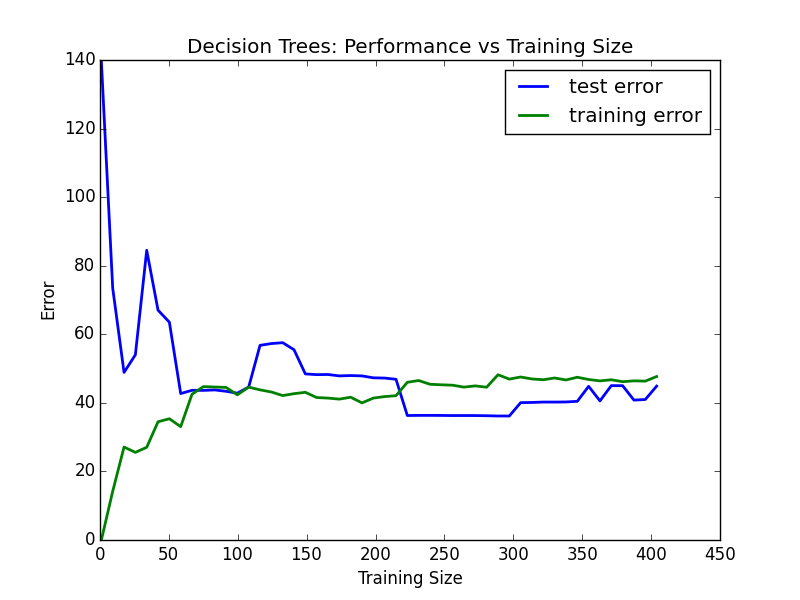 Decision Trees: Performance vs Training Size
test error
training error
140
120
100
80
60
40
20
0
Error
0 50 100 150 200 250 300 350 400 450
Training Size